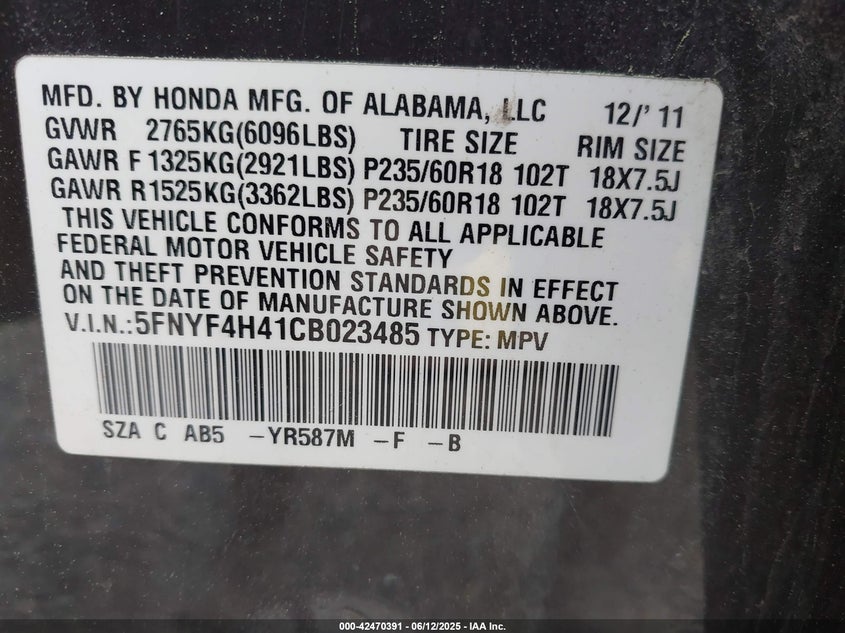 MFD. BY HONDA MFG. OF ALABAMA, LLC 12/' 11
GVWR 2765KG(6096LBS) TIRE SIZE RIM SIZE
GAWR F 1325KG(2921LBS) P235/60R18 102T 18X7.5J
GAWR R1525KG(3362LBS) P235/60R18 102T 18X7.5J
THIS VEHICLE CONFORMS TO ALL APPLICABLE
FEDERAL MOTOR VEHICLE SAFETY
AND THEFT PREVENTION STANDARDS IN EFFECT
ON THE DATE OF MANUFACTURE SHOWN ABOVE.
V.I.N.:5FNYF4H41CB023485 TYPE: MPV
SZA C AB5 -YR587M -F -B
000-42470391 - 06/12/2025 - IAA Inc.